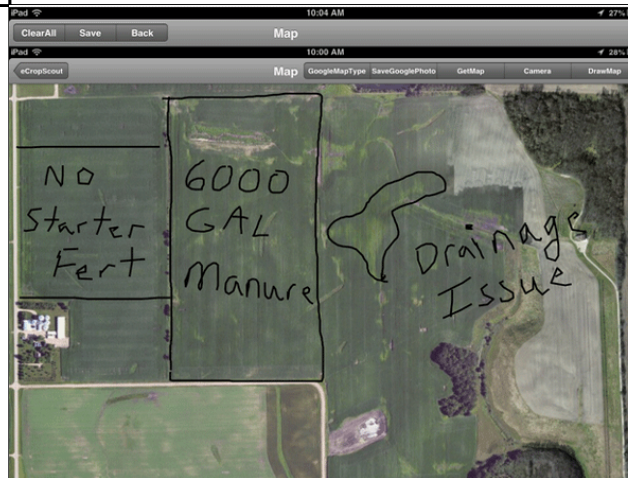 iPad 10:04 AM 27%
ClearAll Save Back Map
iPad 10:00 AM 28%
eCropScout Map GoogleMapType SaveGooglePhoto GetMap Camera DrawMap
No
Starter
Fert
6000
GAL
Manure
Drainage
Issue